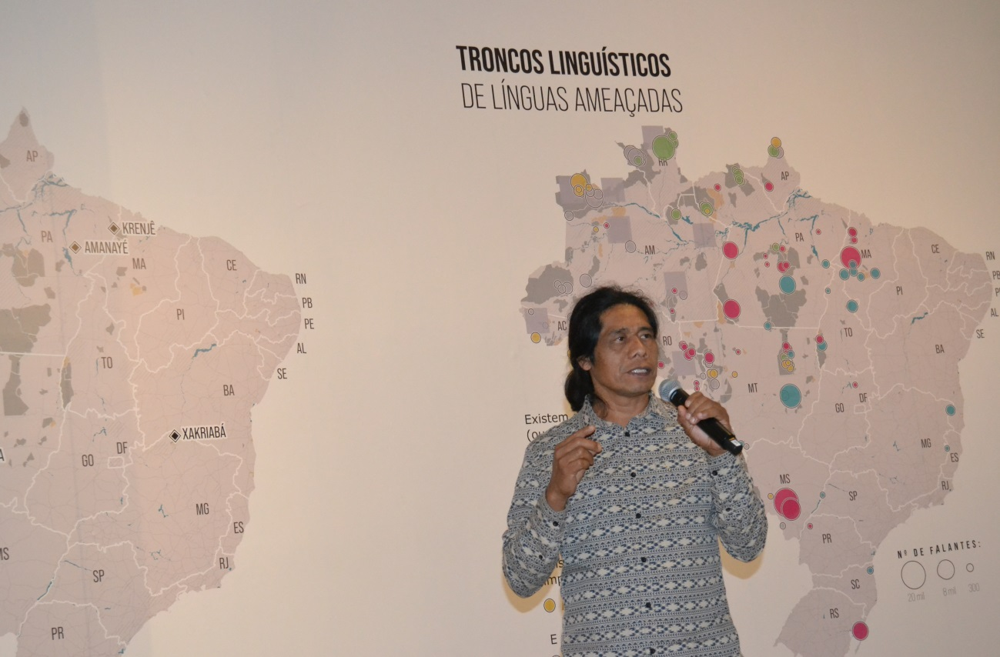 TRONCOS LINGUÍSTICOS
DE LÍNGUAS AMEAÇADAS
AP
PA
KRENJÊ
AMANAYÉ
MA
CE
RN
PB
PE
AL
SE
PI
TO
BA
XAKRIABÁ
DF
GO
MG
ES
RJ
MS
SP
PR
RR
AP
AM
PA
MA
CE
RN
PB
PI
AL
SE
AC
RO
TO
BA
MT
GO
DF
MG
ES
RJ
MS
SP
PR
SC
RS
Existem
Nº DE FALANTES:
20 mil 8 mil 300
E